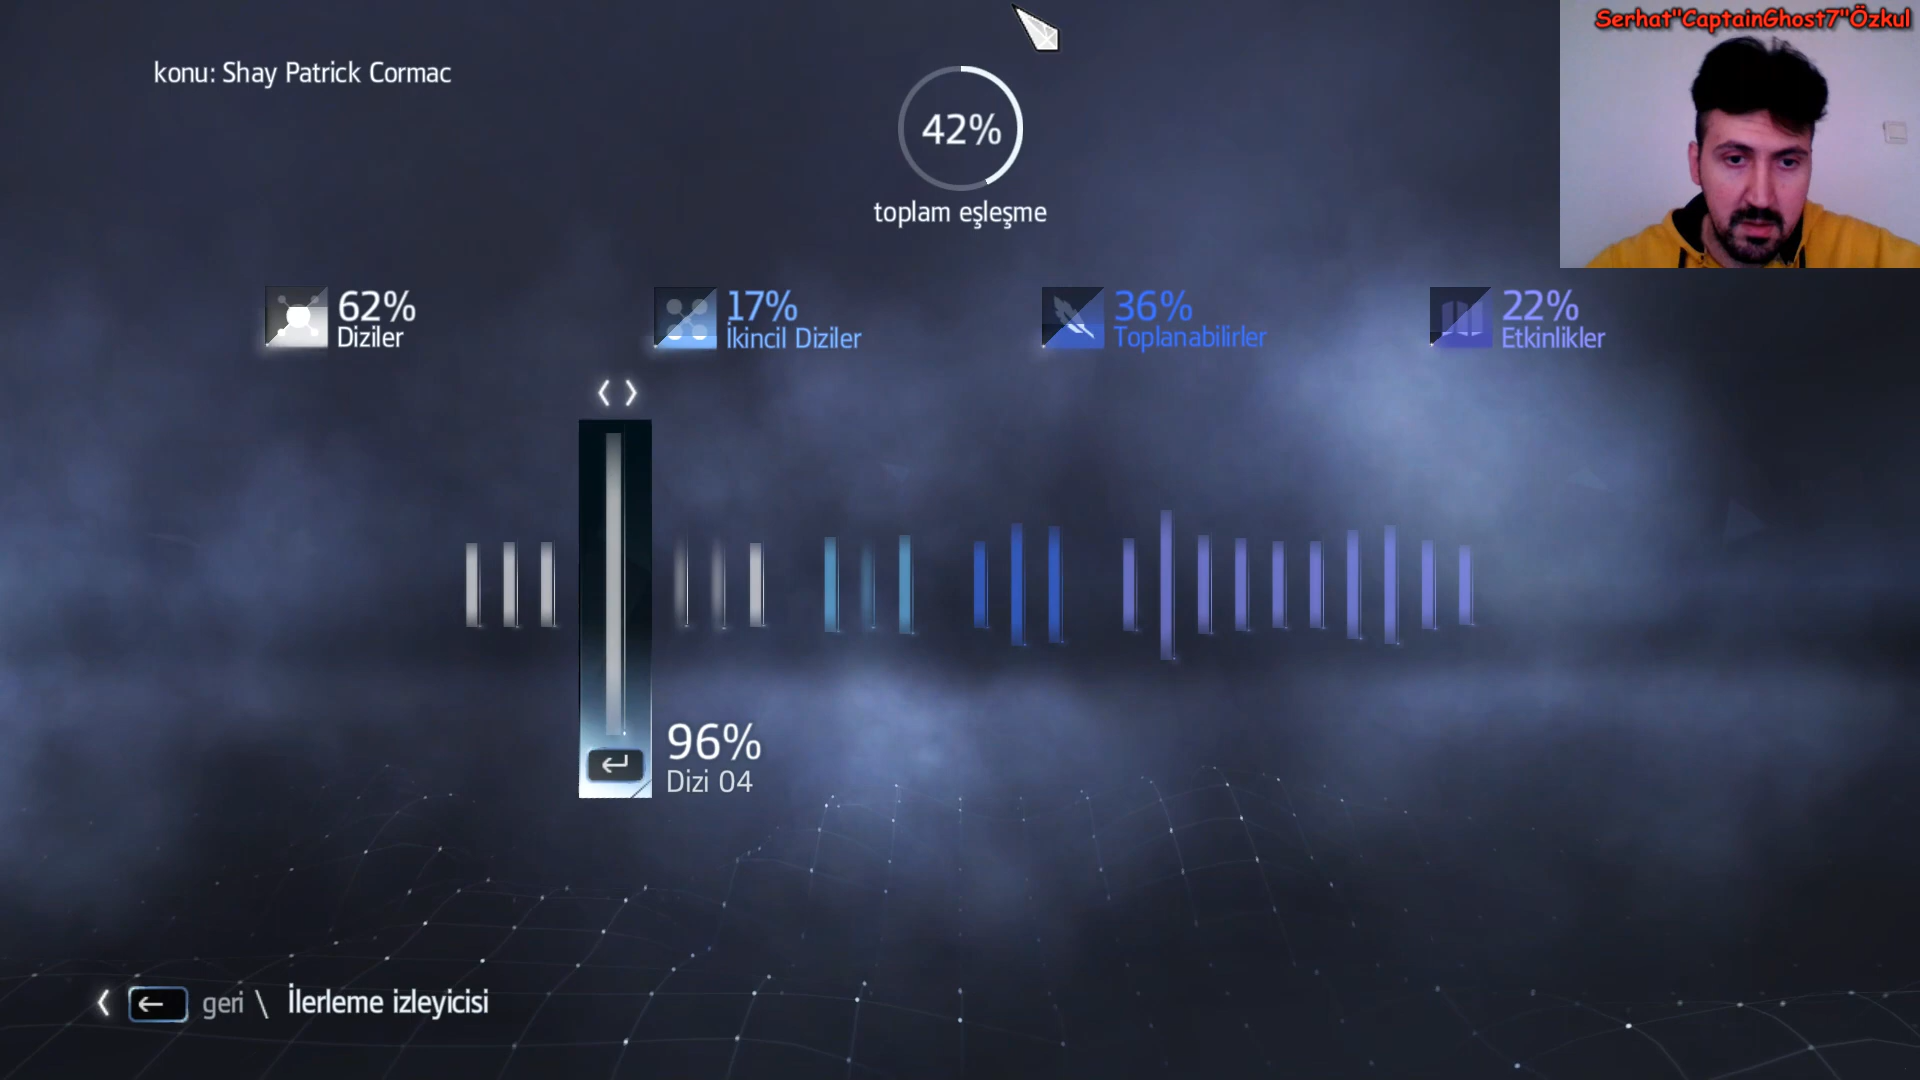 Serhat"CaptainGhost7"Özkul
konu: Shay Patrick Cormac
42%
toplam eşleşme
62%
Diziler
17%
İkincil Diziler
36%
Toplanabilirler
22%
Etkinlikler
96%
Dizi 04
geri \ İlerleme izleyicisi